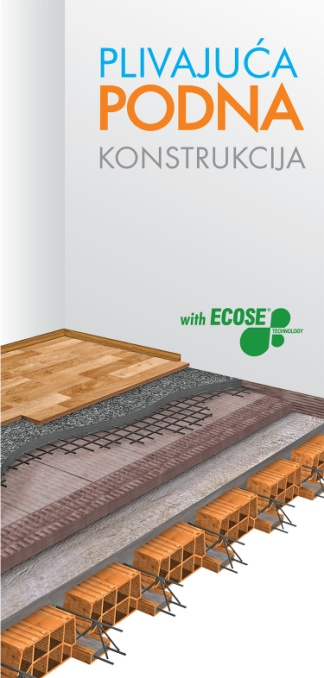 PLIVAJUĆA
PODNA
KONSTRUKCIJA
with ECOSE®
TECHNOLOGY